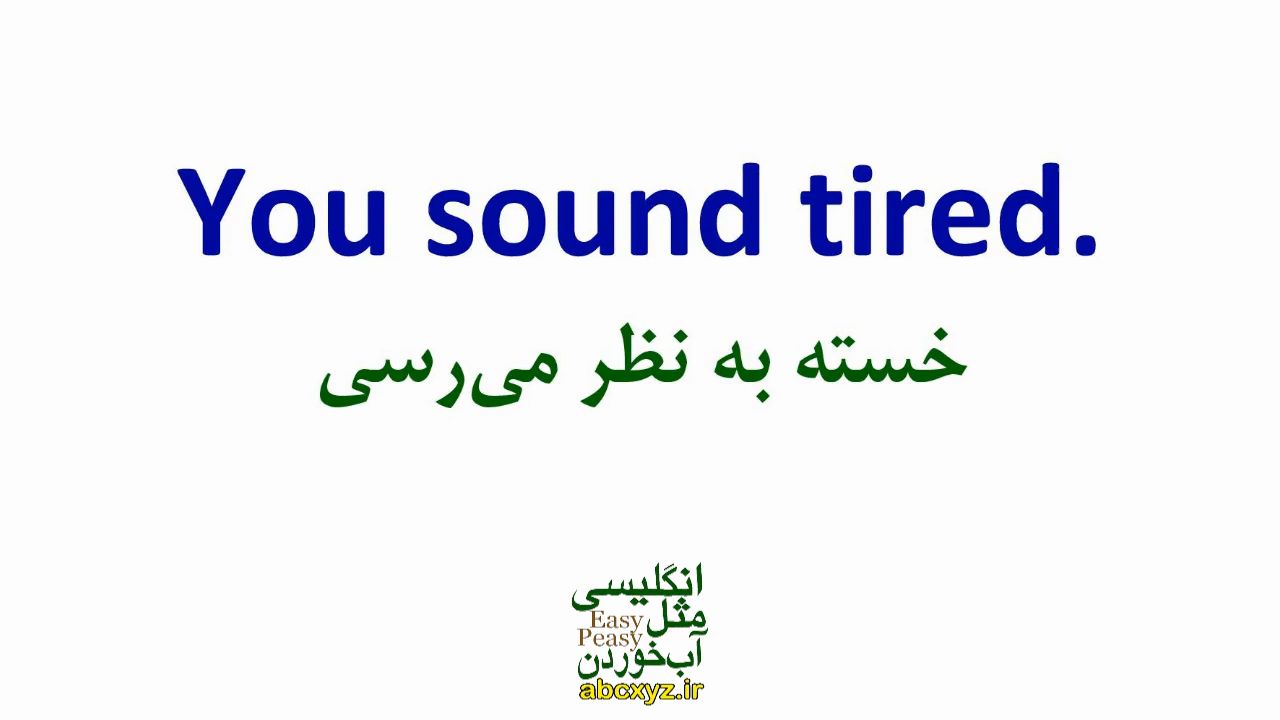 You sound tired.
خسته به نظر می‌رسی
انگلیسی
مثل
Easy
Peasy
آب‌خوردن
abcxyz.ir